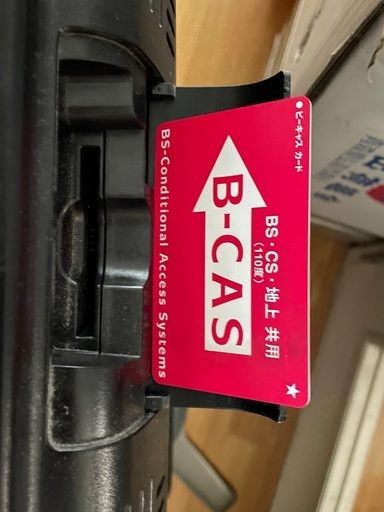 ●ビーキャス カード
BS・CS・地上 共用
(110度)
B-CAS
★
BS-Conditional Access Systems